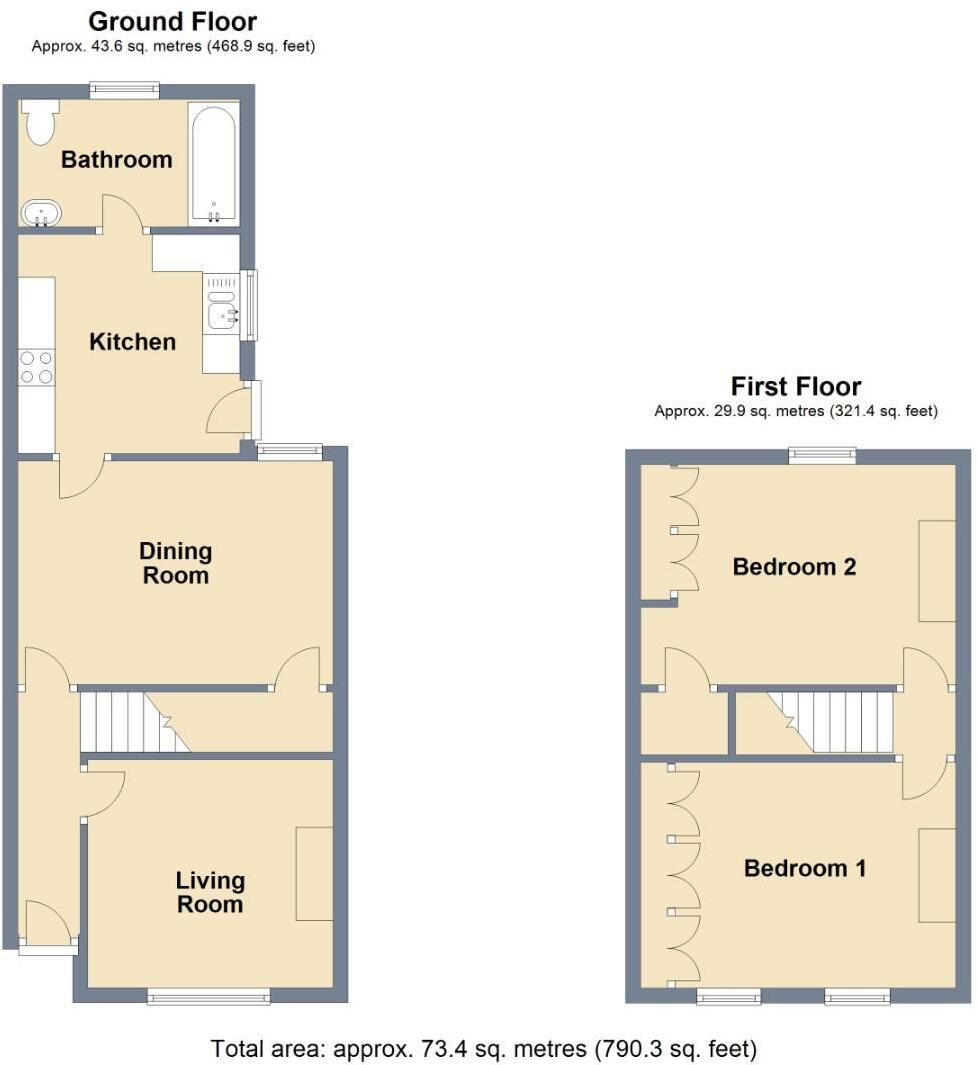 Ground Floor
Approx. 43.6 sq. metres (468.9 sq. feet)
Bathroom
Kitchen
Dining
Room
Living
Room
First Floor
Approx. 29.9 sq. metres (321.4 sq. feet)
Bedroom 2
Bedroom 1
Total area: approx. 73.4 sq. metres (790.3 sq. feet)